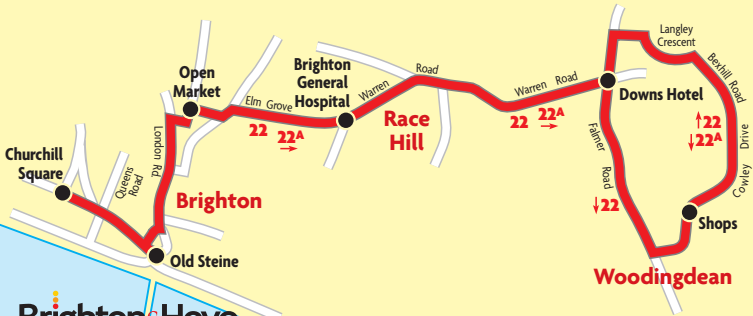 Langley
Crescent
Bexhill Road
Open
Market
Brighton
General
Hospital
Warren
Road
Warren Road
Downs Hotel
Elm Grove
22
22A
→
Race
Hill
22
22A
→
↑22
↓22A
Cowley Drive
Churchill
Square
London Rd.
Queens
Road
Falmer
Road
Brighton
↓22
Shops
Old Steine
Woodingdean
Brighton & Hove